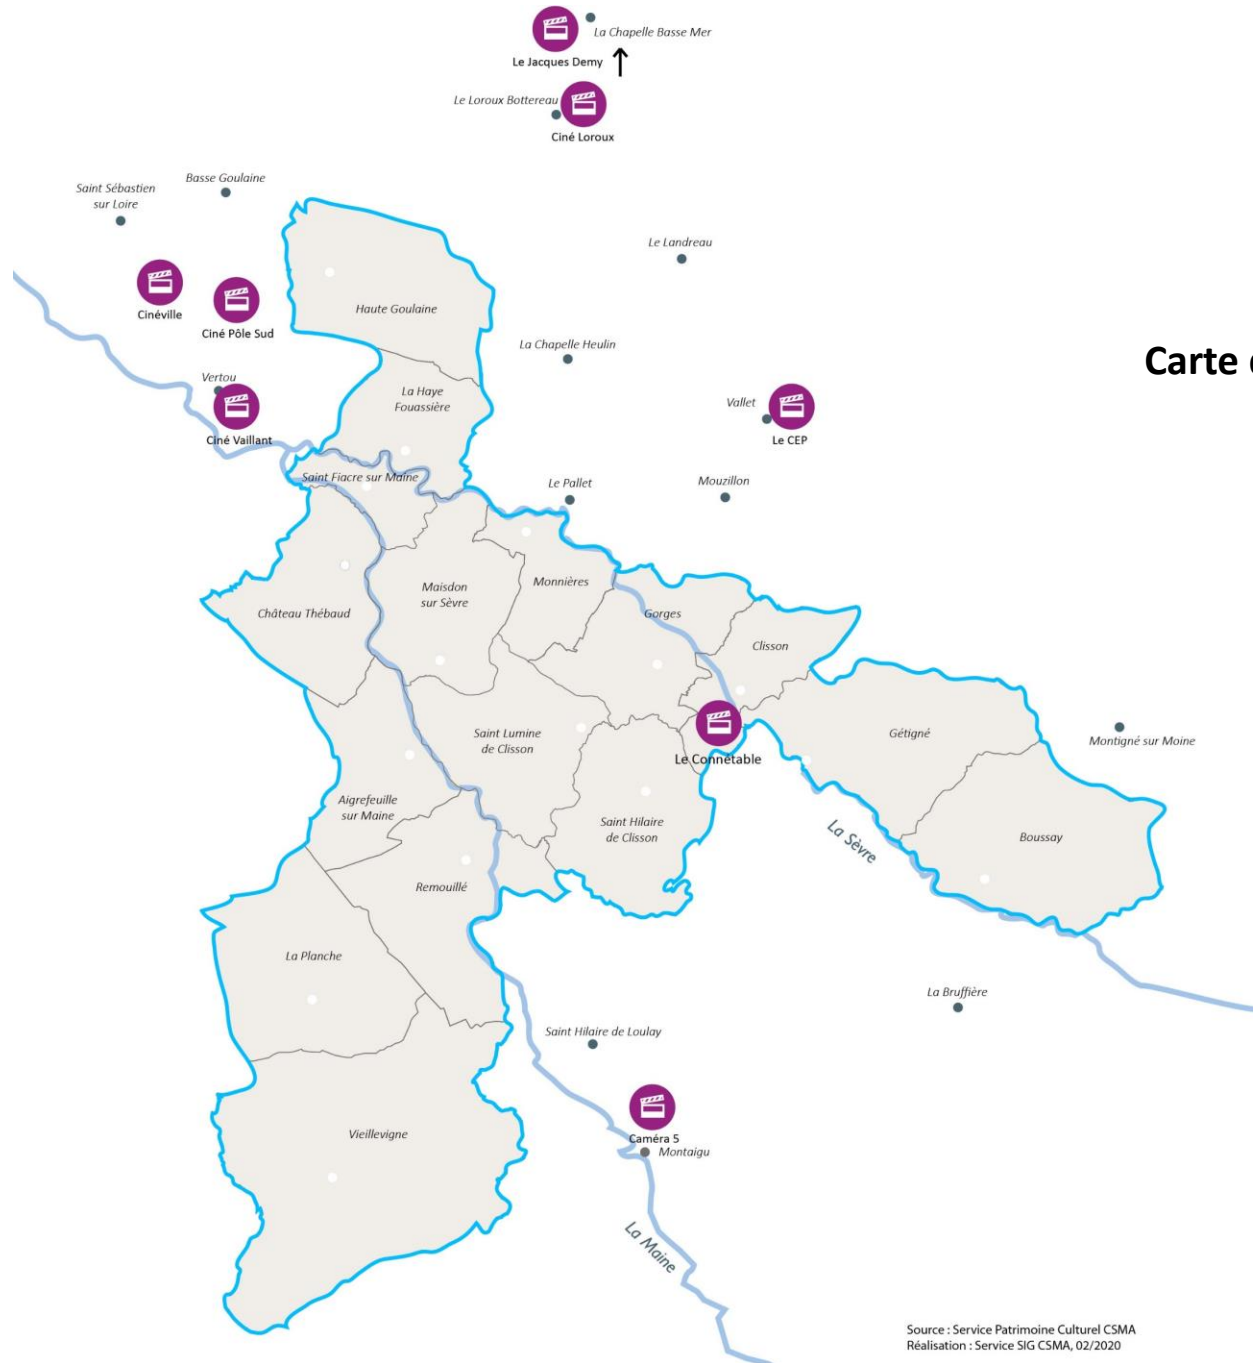 La Chapelle Basse Mer
Le Jacques Demy
Le Loroux Bottereau
Ciné Loroux
Basse Goulaine
Saint Sébastien
sur Loire
Le Landreau
Cinéville
Ciné Pôle Sud
Haute Goulaine
La Chapelle Heulin
Carte
Vertou
La Haye
Fouassière
Vallet
Ciné Vaillant
Le CEP
Saint Fiacre sur Maine
Le Pallet
Mouzillon
Monnières
Maisdon
sur Sèvre
Château Thébaud
Gorges
Clisson
Saint Lumine
de Clisson
Gétigné
Montigné sur Moine
Le Connétable
Aigrefeuille
sur Maine
Saint Hilaire
de Clisson
La Sèvre
Boussay
Remouillé
La Planche
La Bruffière
Saint Hilaire de Loulay
Vieillevigne
Caméra 5
Montaigu
La Maine
Source : Service Patrimoine Culturel CSMA
Réalisation : Service SIG CSMA, 02/2020